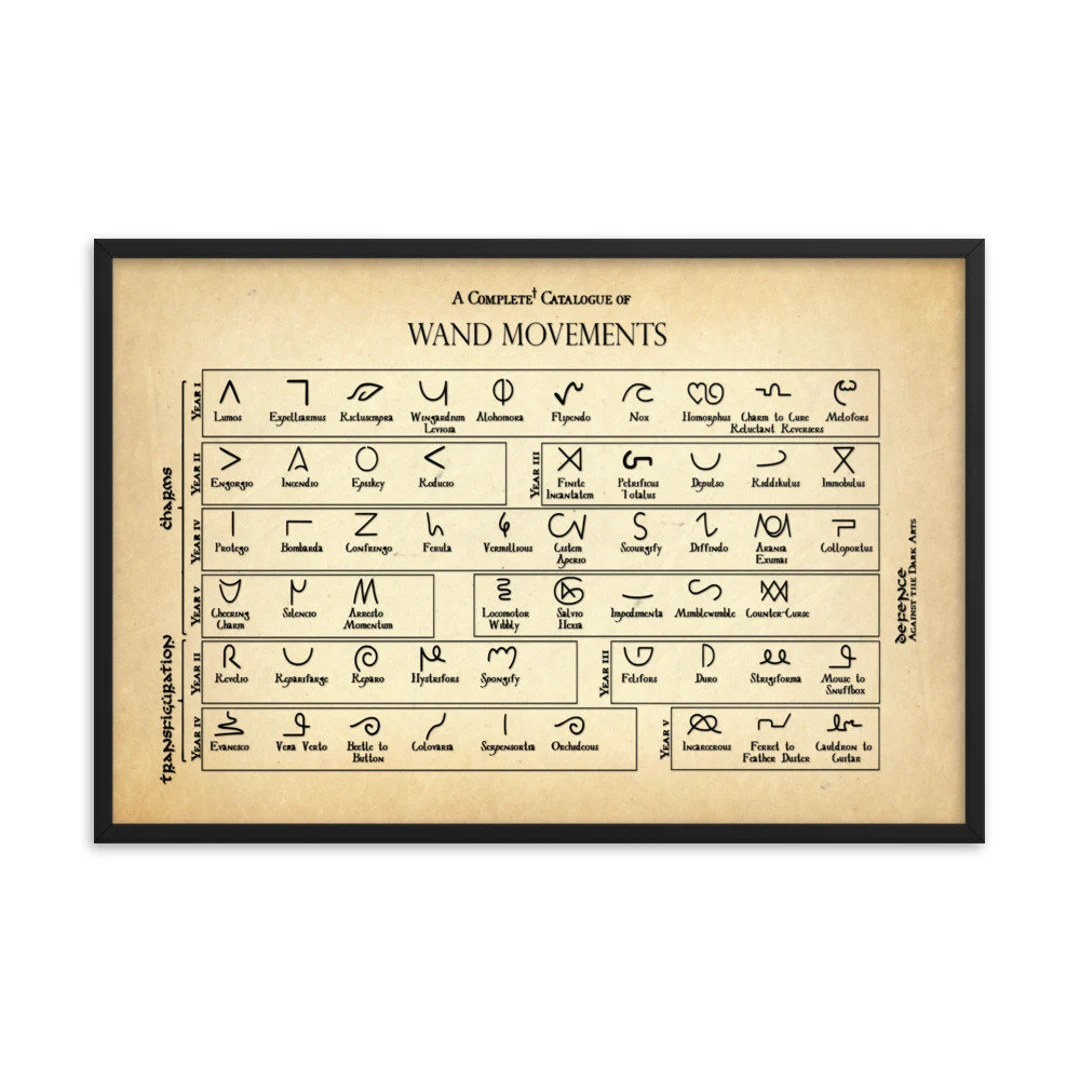 A Complete† Catalogue of
WAND MOVEMENTS
Charms
Year I
Lumos Expelliarmus Rictusempra Wingardium Leviosa Alohomora Flipendo Nox Homorphus Charm to Cure Reluctant Reversers Melofors
Year II
Engorgio Incendio Episkey Reducio
Year III
Finite Incantatem Petrificus Totalus Depulso Riddikulus Immobulus
Year IV
Protego Bombarda Confringo Ferula Vermillious Cistem Aperio Scourgify Diffindo Arania Exumai Colloportus
Year V
Cheering Charm Silencio Arresto Momentum
Locomotor Wibbly Salvio Hexia Impedimenta Mimblewimble Counter-Curse
Defence
Against the Dark Arts
Transfiguration
Year II
Revelio Reparifarge Reparo Hystrifors Spongify
Year III
Felifors Duro Strigiforma Mouse to Snuffbox
Year IV
Evanesco Vera Verto Beetle to Button Colovaria Serpensortia Orchideous
Year V
Incarcerous Ferret to Feather Duster Cauldron to Guitar